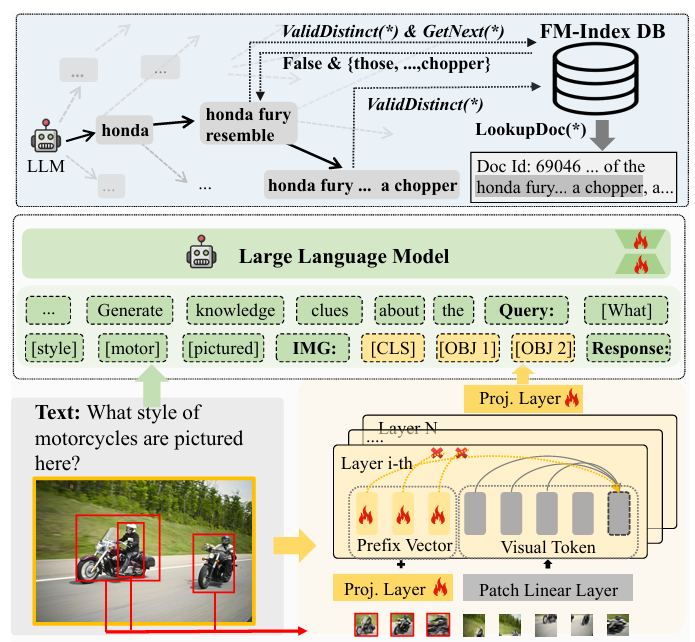 ValidDistinct(*) & GetNext(*)
FM-Index DB
False & {those, ...,chopper}
...
...
ValidDistinct(*)
honda
honda fury
resemble
LookupDoc(*)
LLM
...
...
honda fury ... a chopper
Doc Id: 69046 ... of the
honda fury... a chopper, a...
Large Language Model
... Generate knowledge clues about the Query: [What]
[style] [motor] [pictured] IMG: [CLS] [OBJ 1] [OBJ 2] Response:
Proj. Layer
Text: What style of
motorcycles are pictured
here?
Layer N
....
Layer i-th
Prefix Vector
Visual Token
+
Proj. Layer
Patch Linear Layer